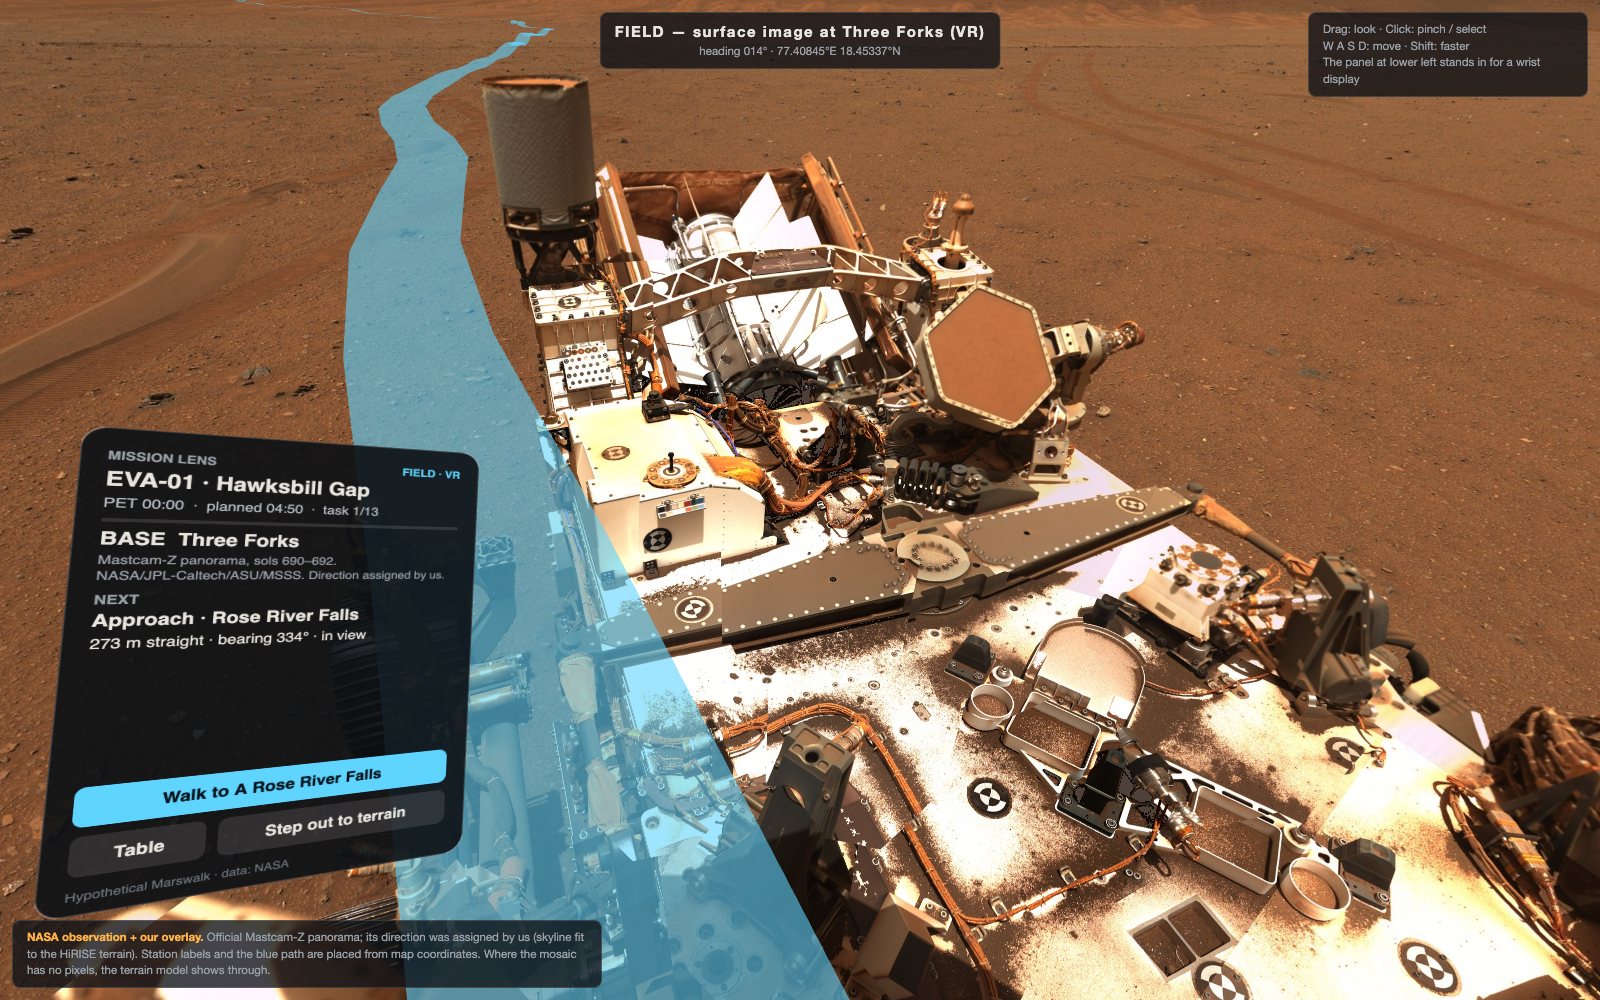 FIELD — surface image at Three Forks (VR)
heading 014° · 77.40845°E 18.45337°N
Drag: look · Click: pinch / select
W A S D: move · Shift: faster
The panel at lower left stands in for a wrist
display
MISSION LENS
FIELD · VR
EVA-01 · Hawksbill Gap
PET 00:00 · planned 04:50 · task 1/13
BASE Three Forks
Mastcam-Z panorama, sols 690–692.
NASA/JPL-Caltech/ASU/MSSS. Direction assigned by us.
NEXT
Approach · Rose River Falls
273 m straight · bearing 334° · in view
Walk to A Rose River Falls
Table
Step out to terrain
Hypothetical Marswalk · data: NASA
NASA observation + our overlay. Official Mastcam-Z panorama; its direction was assigned by us (skyline fit
to the HiRISE terrain). Station labels and the blue path are placed from map coordinates. Where the mosaic
has no pixels, the terrain model shows through.